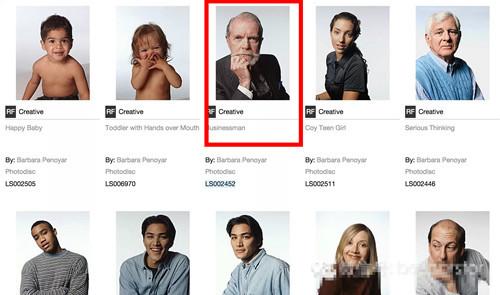 RF Creative
Happy Baby
By: Barbara Penoyar
Photodisc
LS002505
RF Creative
Toddler with Hands over Mouth
By: Barbara Penoyar
Photodisc
LS006970
RF Creative
Businessman
By: Barbara Penoyar
Photodisc
LS002452
RF Creative
Coy Teen Girl
By: Barbara Penoyar
Photodisc
LS002511
RF Creative
Serious Thinking
By: Barbara Penoyar
Photodisc
LS002446